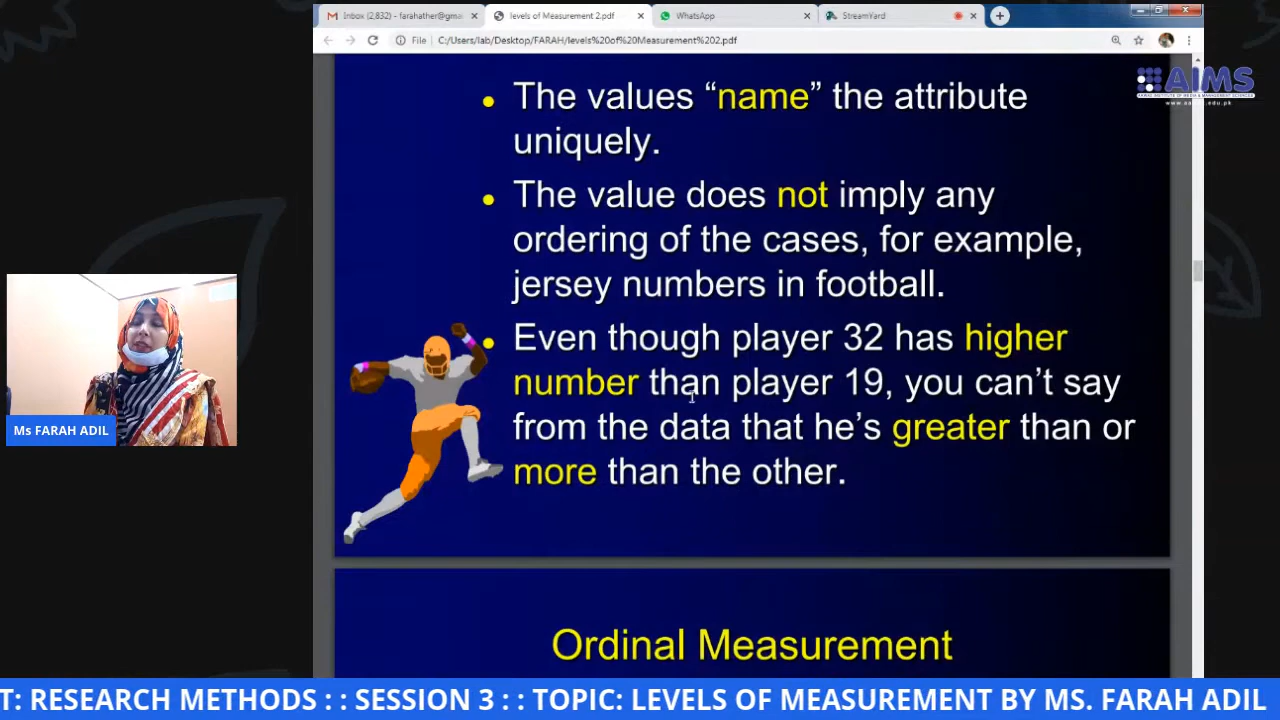 Inbox (2,832) - farahather@gma
levels of Measurement 2.pdf
WhatsApp
StreamYard
File
C:/Users/lab/Desktop/FARAH/levels%20of%20Measurement%202.pdf
AIMS
• The values “name” the attribute
uniquely.
• The value does not imply any
ordering of the cases, for example,
jersey numbers in football.
• Even though player 32 has higher
number than player 19, you can’t say
from the data that he’s greater than or
more than the other.
Ms FARAH ADIL
Ordinal Measurement
T: RESEARCH METHODS : : SESSION 3 : : TOPIC: LEVELS OF MEASUREMENT BY MS. FARAH ADIL